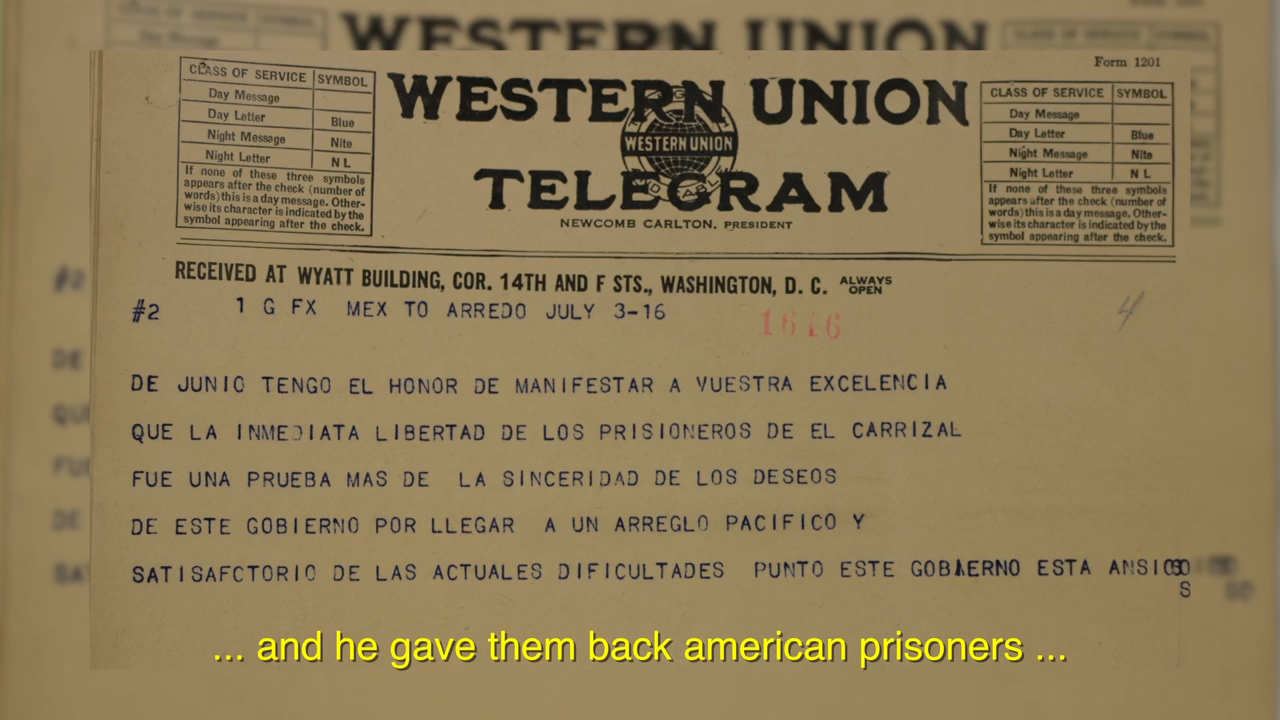 Form 1201
CLASS OF SERVICE SYMBOL
Day Message
Day Letter Blue
Night Message Nite
Night Letter N L
If none of these three symbols
appears after the check (number of
words) this is a day message. Other-
wise its character is indicated by the
symbol appearing after the check.
WESTERN UNION
WESTERN UNION
TELEGRAM
NEWCOMB CARLTON, PRESIDENT
CLASS OF SERVICE SYMBOL
Day Message
Day Letter Blue
Night Message Nite
Night Letter N L
If none of these three symbols
appears after the check (number of
words) this is a day message. Other-
wise its character is indicated by the
symbol appearing after the check.
RECEIVED AT WYATT BUILDING, COR. 14TH AND F STS., WASHINGTON, D. C. ALWAYS OPEN
#2 1 G FX MEX TO ARREDO JULY 3-16
1616
4
DE JUNIO TENGO EL HONOR DE MANIFESTAR A VUESTRA EXCELENCIA
QUE LA INMEDIATA LIBERTAD DE LOS PRISIONEROS DE EL CARRIZAL
FUE UNA PRUEBA MAS DE LA SINCERIDAD DE LOS DESEOS
DE ESTE GOBIERNO POR LLEGAR A UN ARREGLO PACIFICO Y
SATISAFCTORIO DE LAS ACTUALES DIFICULTADES PUNTO ESTE GOBIERNO ESTA ANSIOSO
S
... and he gave them back american prisoners ...